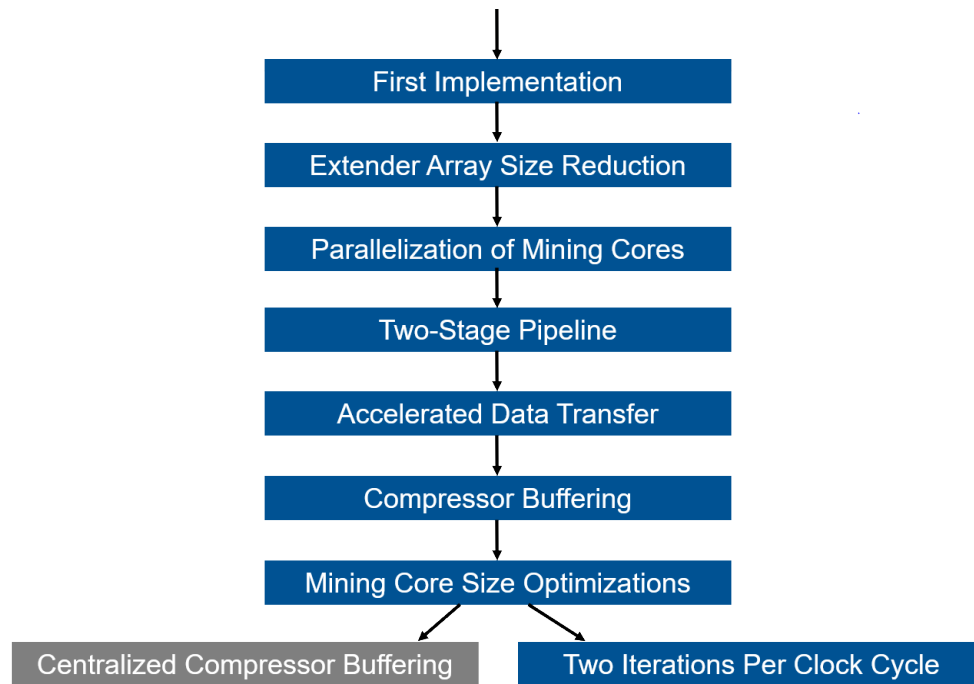 First Implementation
Extender Array Size Reduction
Parallelization of Mining Cores
Two-Stage Pipeline
Accelerated Data Transfer
Compressor Buffering
Mining Core Size Optimizations
Centralized Compressor Buffering
Two Iterations Per Clock Cycle